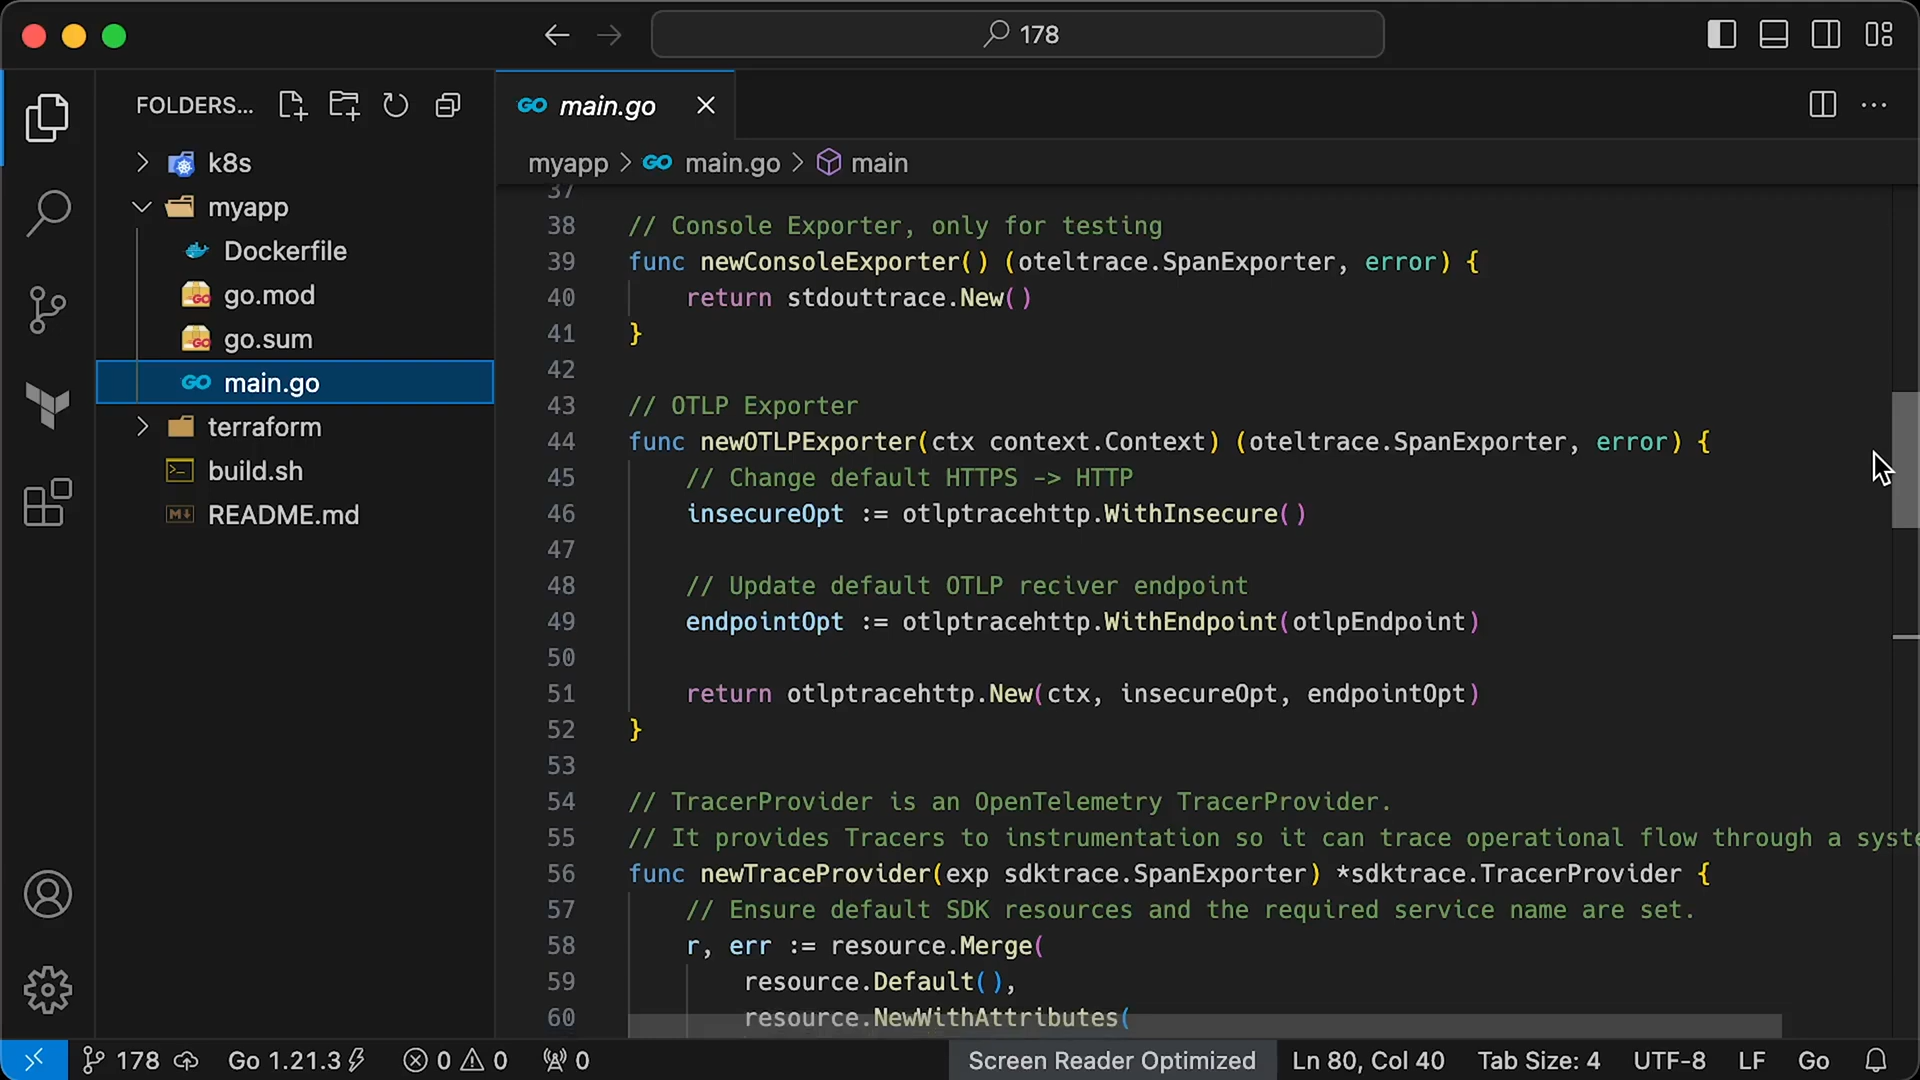 178
FOLDERS...
k8s
myapp
Dockerfile
go.mod
go.sum
main.go
terraform
build.sh
README.md
main.go
myapp > main.go > main
37
38 // Console Exporter, only for testing
39 func newConsoleExporter() (oteltrace.SpanExporter, error) {
40 return stdouttrace.New()
41 }
42
43 // OTLP Exporter
44 func newOTLPExporter(ctx context.Context) (oteltrace.SpanExporter, error) {
45 // Change default HTTPS -> HTTP
46 insecureOpt := otlptracehttp.WithInsecure()
47
48 // Update default OTLP reciver endpoint
49 endpointOpt := otlptracehttp.WithEndpoint(otlpEndpoint)
50
51 return otlptracehttp.New(ctx, insecureOpt, endpointOpt)
52 }
53
54 // TracerProvider is an OpenTelemetry TracerProvider.
55 // It provides Tracers to instrumentation so it can trace operational flow through a syste
56 func newTraceProvider(exp sdktrace.SpanExporter) *sdktrace.TracerProvider {
57 // Ensure default SDK resources and the required service name are set.
58 r, err := resource.Merge(
59 resource.Default(),
60 resource.NewWithAttributes(
178 Go 1.21.3 0 0 0 Screen Reader Optimized Ln 80, Col 40 Tab Size: 4 UTF-8 LF Go